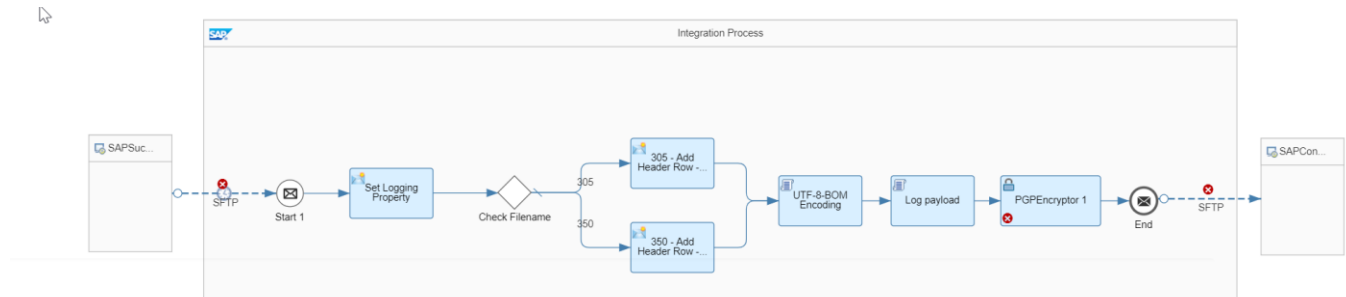 SAP
Integration Process
SAPSuc...
SFTP
Start 1
Set Logging
Property
Check Filename
305
350
305 - Add
Header Row -...
350 - Add
Header Row -...
UTF-8-BOM
Encoding
Log payload
PGPEncryptor 1
End
SFTP
SAPCon...